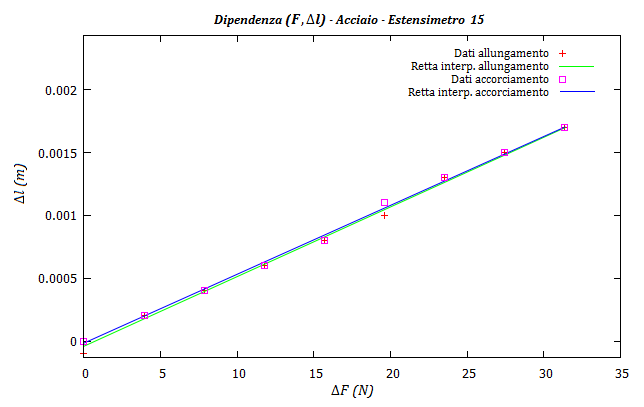 Dipendenza (F, Δl) - Acciaio - Estensimetro 15
Dati allungamento
Retta interp. allungamento
Dati accorciamento
Retta interp. accorciamento
0.002
0.0015
0.001
0.0005
0
Δl (m)
0 5 10 15 20 25 30 35
ΔF (N)